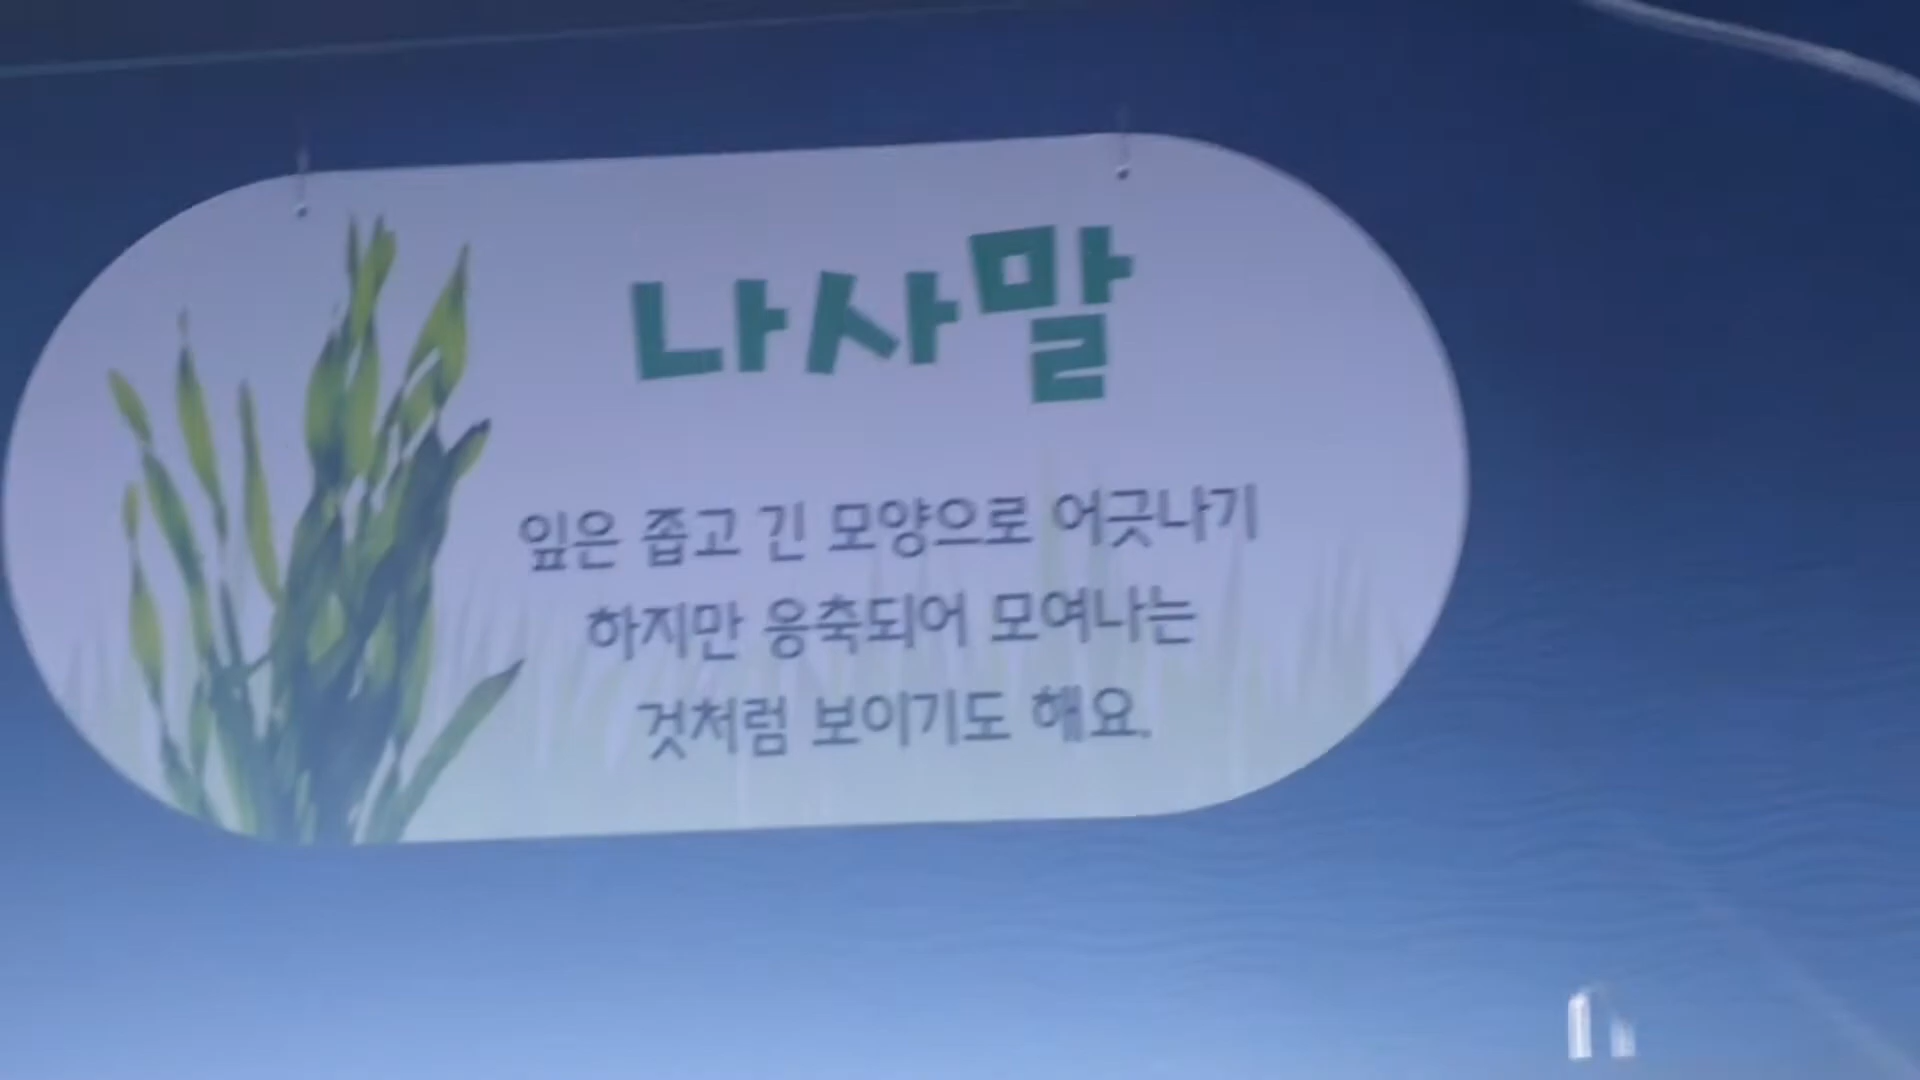 나사말
잎은 좁고 긴 모양으로 어긋나기
하지만 응축되어 모여나는
것처럼 보이기도 해요.